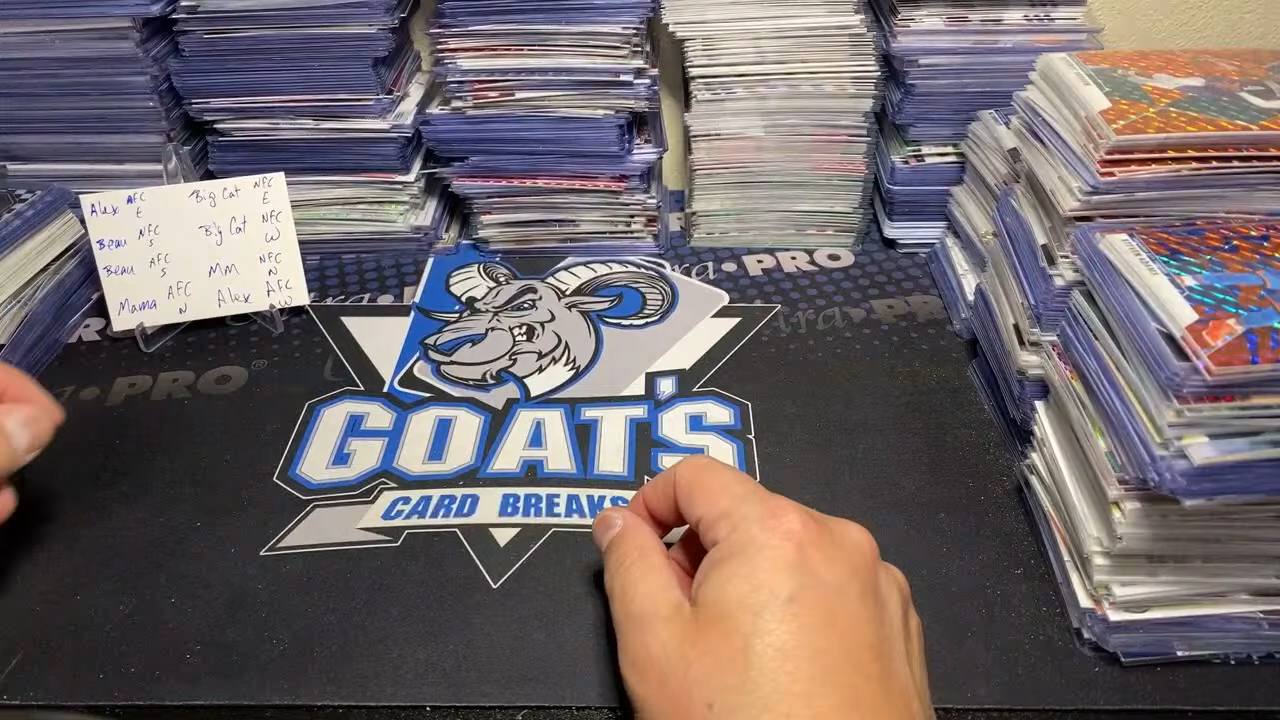 Alex AFC E Big Cat NFC E
Beau NFC S Big Cat NFC W
Beau AFC S MM NFC N
Mama AFC N Alex AFC W
PRO
PRO®
GOAT'S
CARD BREAKS